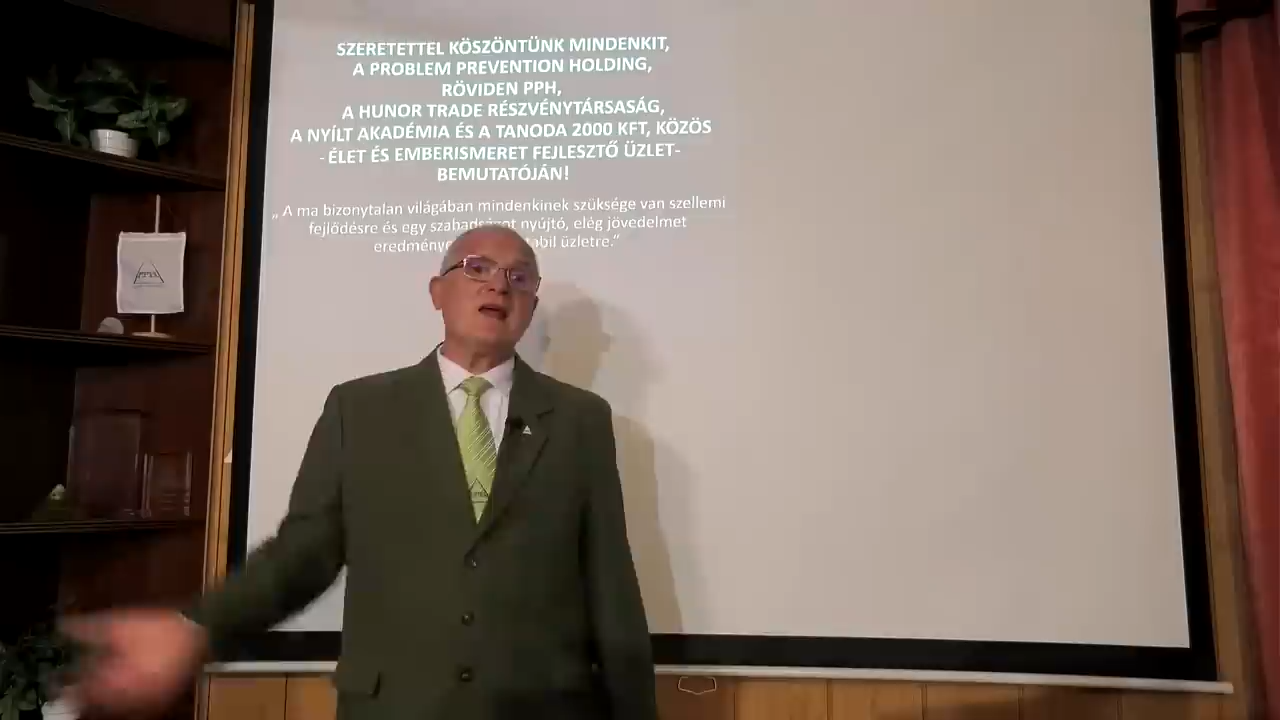 SZERETETTEL KÖSZÖNTÜNK MINDENKIT,
A PROBLEM PREVENTION HOLDING,
RÖVIDEN PPH,
A HUNOR TRADE RÉSZVÉNYTÁRSASÁG,
A NYÍLT AKADÉMIA ÉS A TANODA 2000 KFT, KÖZÖS
- ÉLET ÉS EMBERISMERET FEJLESZTŐ ÜZLET-
BEMUTATÓJÁN!
„ A ma bizonytalan világában mindenkinek szüksége van szellemi
fejlődésre és egy szabadságot nyújtó, elég jövedelmet
üzletre.”